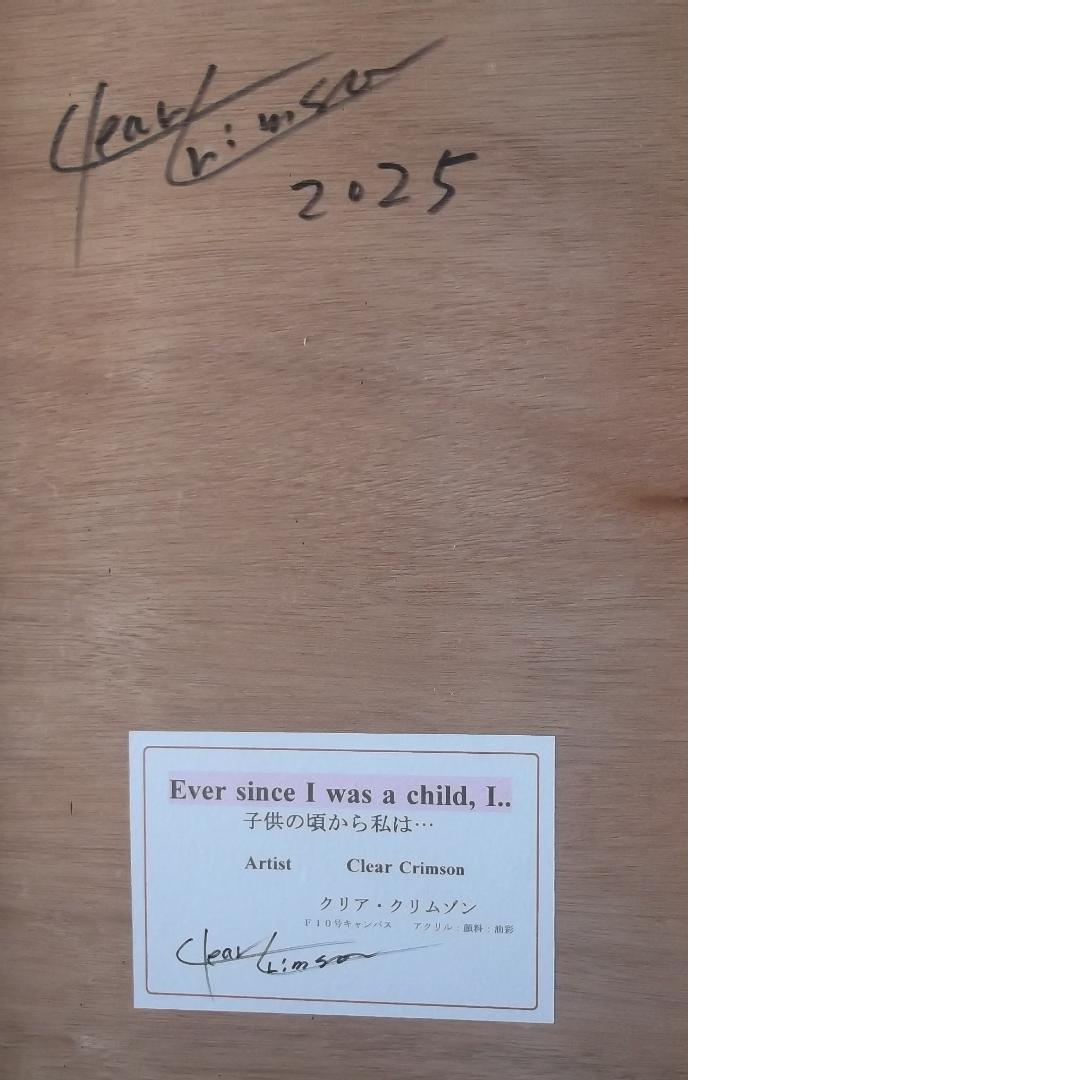 Clear Crimson
2025
Ever since I was a child, I..
子供の頃から私は…
Artist Clear Crimson
クリア・クリムゾン
F10号キャンバス アクリル:顔料:油彩
Clear Crimson